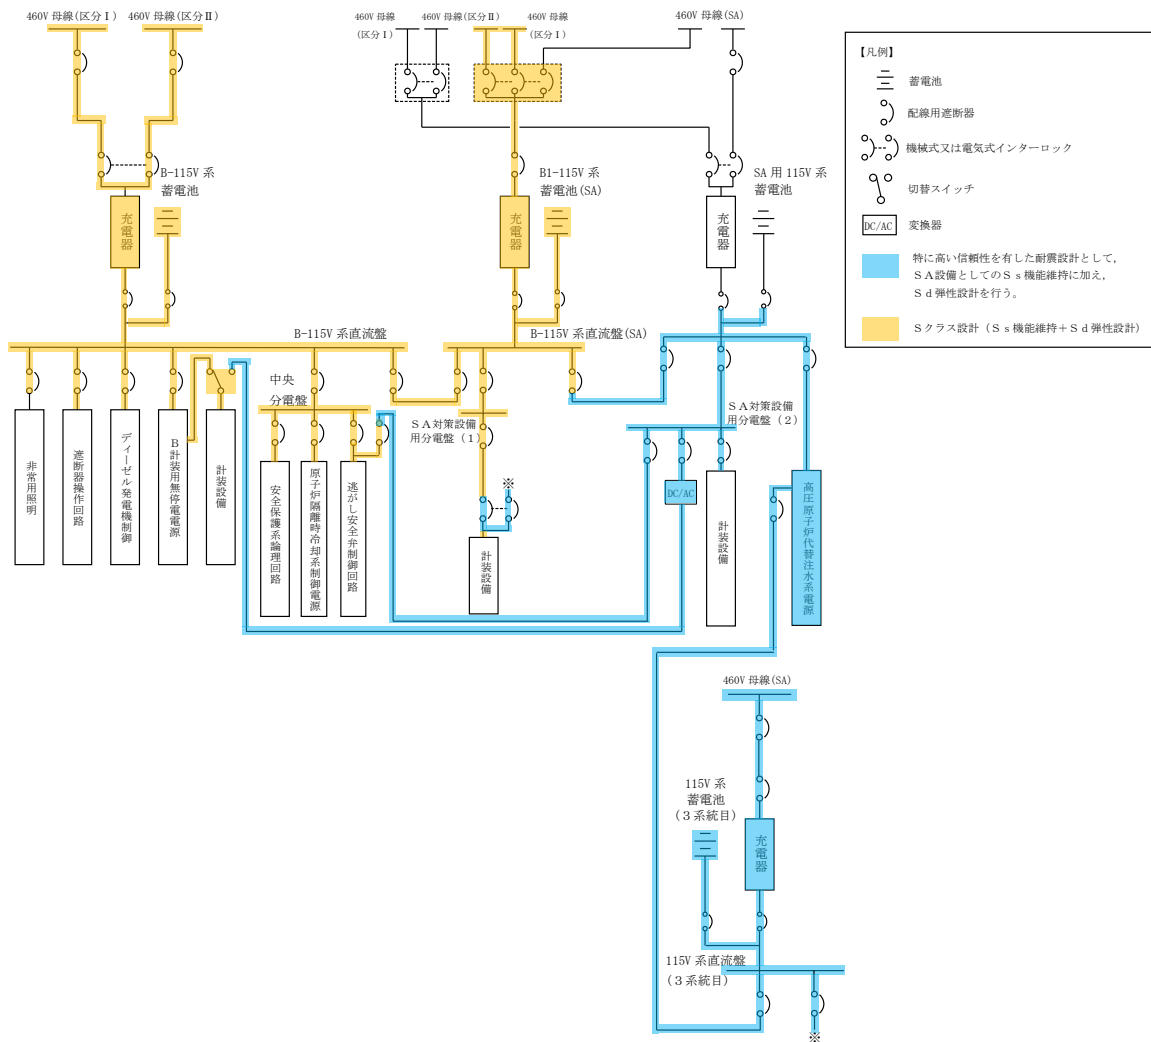 460V 母線(区分Ⅰ)
460V 母線(区分Ⅱ)
460V 母線
(区分Ⅰ)
460V 母線(区分Ⅱ)
460V 母線
(区分Ⅰ)
460V 母線(SA)
B-115V 系
蓄電池
B1-115V 系
蓄電池(SA)
SA 用 115V 系
蓄電池
充電器
充電器
充電器
B-115V 系直流盤
B-115V 系直流盤(SA)
中央
分電盤
SA対策設備
用分電盤(1)
SA対策設備
用分電盤(2)
非常用照明
遮断器操作回路
ディーゼル発電機制御
B計装用無停電電源
計装設備
安全保護系論理回路
原子炉隔離時冷却系制御電源
逃がし安全弁制御回路
※
計装設備
DC/AC
計装設備
高圧原子炉代替注水系電源
460V 母線(SA)
115V 系
蓄電池
(3系統目)
充電器
115V 系直流盤
(3系統目)
※
【凡例】
蓄電池
配線用遮断器
機械式又は電気式インターロック
切替スイッチ
DC/AC
変換器
特に高い信頼性を有した耐震設計として,
SA設備としてのSs機能維持に加え,
Sd弾性設計を行う。
Sクラス設計(Ss機能維持+Sd弾性設計)